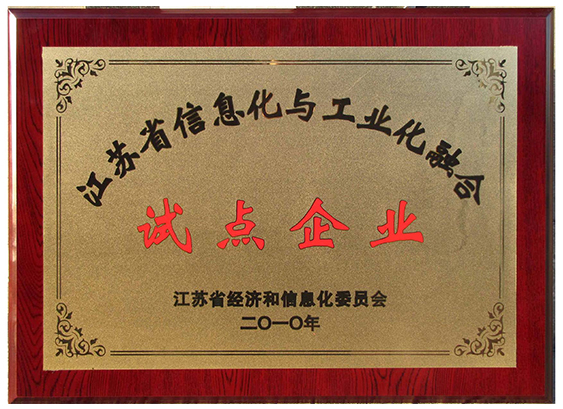 江苏省信息化与工业化融合
试点企业
江苏省经济和信息化委员会
二〇一〇年